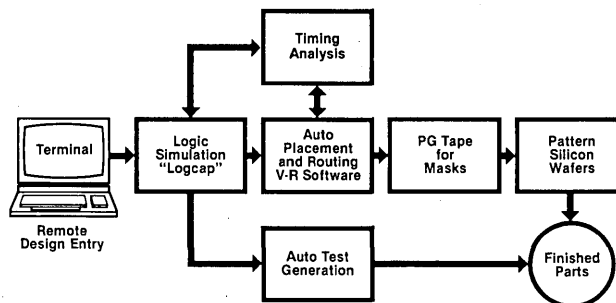 Timing
Analysis
Terminal
Logic
Simulation
"Logcap"
Auto
Placement
and Routing
V-R Software
PG Tape
for
Masks
Pattern
Silicon
Wafers
Remote
Design Entry
Auto Test
Generation
Finished
Parts